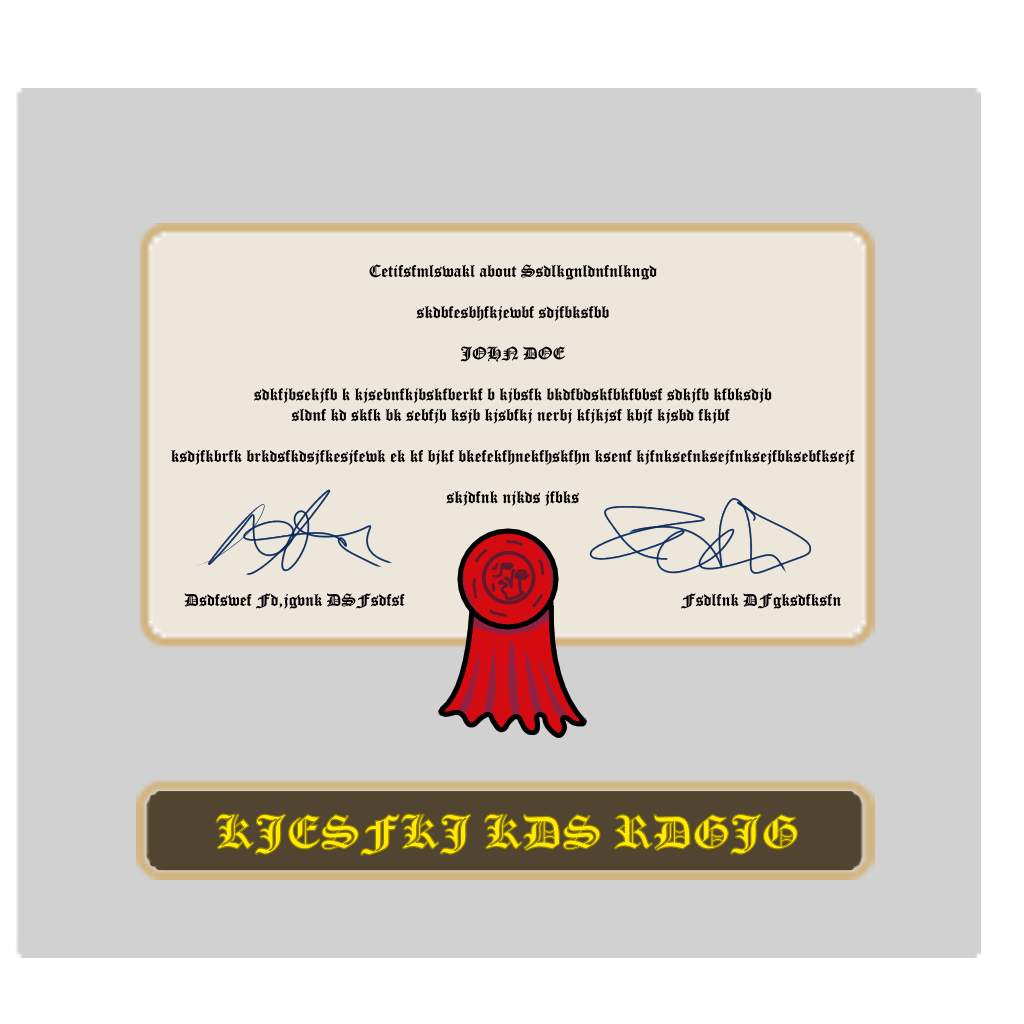 Cetifsfmlswakl about Ssdlkgnldnfnlkngd
skdbfesbhfkjewbf sdjfbksfbb
JOHN DOE
sdkfjbsekjfb k kjsebnfkjbskfberkf b kjbsfk bkdfbdskfbkfbbsf sdkjfb kfbksdjb
sldnf kd skfk bk sebfjb ksjb kjsbfkj nerbj kfjkjsf kbjf kjsbd fkjbf
ksdjfkbrfk brkdsfkdsjfkesjfewk ek kf bjkf bkefekfhnekfhskfhn ksenf kjfnksefnksejfnksejfbksebfksejf
skjdfnk njkds jfbks
Dsdfswef Fd,jgvnk DSFsdfsf
Fsdlfnk DFgksdfksfn
KJESFKJ KDS RDGJG